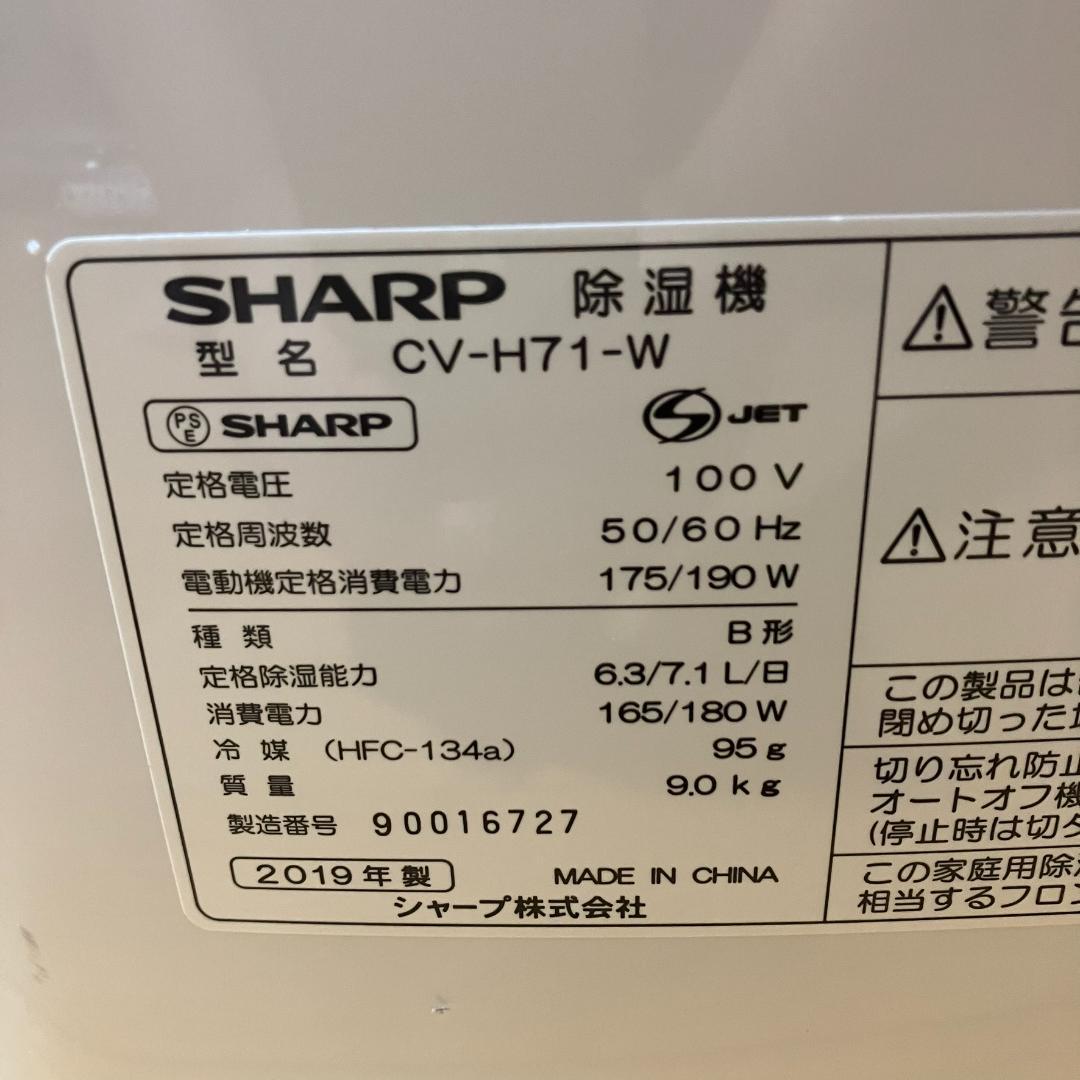 SHARP 除湿機
型名 CV-H71-W
PSE SHARP
S JET
定格電圧 100 V
定格周波数 50/60 Hz
電動機定格消費電力 175/190 W
種類 B形
定格除湿能力 6.3/7.1 L/日
消費電力 165/180 W
冷媒 (HFC-134a) 95 g
質量 9.0 kg
製造番号 90016727
2019年製 MADE IN CHINA
シャープ株式会社
警告
注意
この製品は
閉め切った
切り忘れ防止
オートオフ機
(停止時は切
この家庭用除
相当するフロン